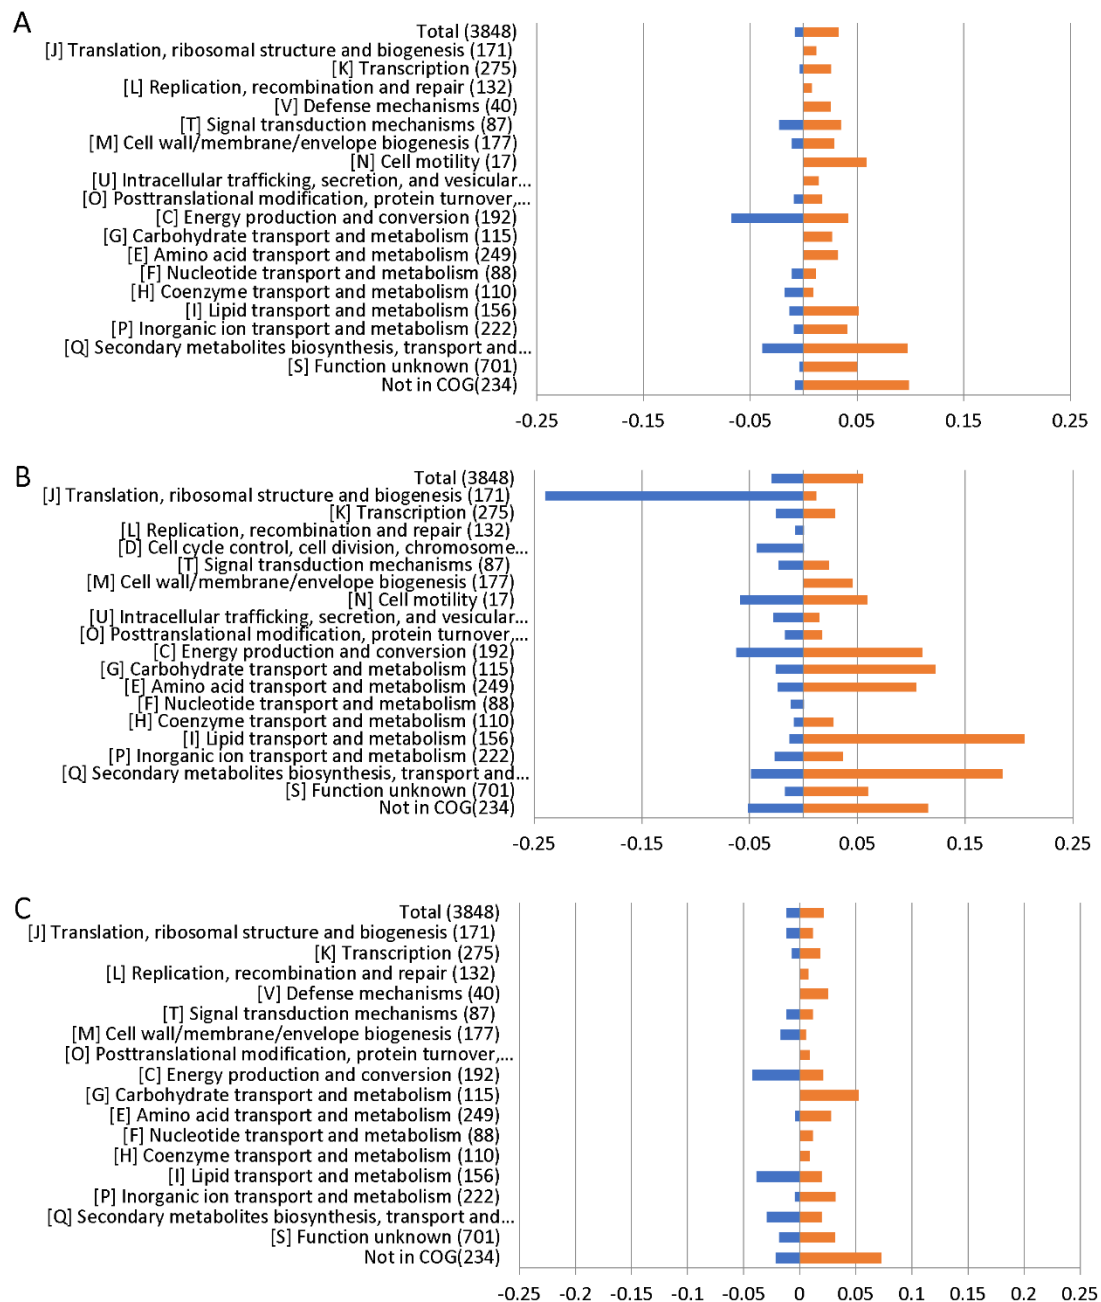 A
Total (3848)
[J] Translation, ribosomal structure and biogenesis (171)
[K] Transcription (275)
[L] Replication, recombination and repair (132)
[V] Defense mechanisms (40)
[T] Signal transduction mechanisms (87)
[M] Cell wall/membrane/envelope biogenesis (177)
[N] Cell motility (17)
[U] Intracellular trafficking, secretion, and vesicular...
[O] Posttranslational modification, protein turnover,...
[C] Energy production and conversion (192)
[G] Carbohydrate transport and metabolism (115)
[E] Amino acid transport and metabolism (249)
[F] Nucleotide transport and metabolism (88)
[H] Coenzyme transport and metabolism (110)
[I] Lipid transport and metabolism (156)
[P] Inorganic ion transport and metabolism (222)
[Q] Secondary metabolites biosynthesis, transport and...
[S] Function unknown (701)
Not in COG(234)
-0.25 -0.15 -0.05 0.05 0.15 0.25
B
Total (3848)
[J] Translation, ribosomal structure and biogenesis (171)
[K] Transcription (275)
[L] Replication, recombination and repair (132)
[D] Cell cycle control, cell division, chromosome...
[T] Signal transduction mechanisms (87)
[M] Cell wall/membrane/envelope biogenesis (177)
[N] Cell motility (17)
[U] Intracellular trafficking, secretion, and vesicular...
[O] Posttranslational modification, protein turnover,...
[C] Energy production and conversion (192)
[G] Carbohydrate transport and metabolism (115)
[E] Amino acid transport and metabolism (249)
[F] Nucleotide transport and metabolism (88)
[H] Coenzyme transport and metabolism (110)
[I] Lipid transport and metabolism (156)
[P] Inorganic ion transport and metabolism (222)
[Q] Secondary metabolites biosynthesis, transport and...
[S] Function unknown (701)
Not in COG(234)
-0.25 -0.15 -0.05 0.05 0.15 0.25
C
Total (3848)
[J] Translation, ribosomal structure and biogenesis (171)
[K] Transcription (275)
[L] Replication, recombination and repair (132)
[V] Defense mechanisms (40)
[T] Signal transduction mechanisms (87)
[M] Cell wall/membrane/envelope biogenesis (177)
[O] Posttranslational modification, protein turnover,...
[C] Energy production and conversion (192)
[G] Carbohydrate transport and metabolism (115)
[E] Amino acid transport and metabolism (249)
[F] Nucleotide transport and metabolism (88)
[H] Coenzyme transport and metabolism (110)
[I] Lipid transport and metabolism (156)
[P] Inorganic ion transport and metabolism (222)
[Q] Secondary metabolites biosynthesis, transport and...
[S] Function unknown (701)
Not in COG(234)
-0.25 -0.2 -0.15 -0.1 -0.05 0 0.05 0.1 0.15 0.2 0.25